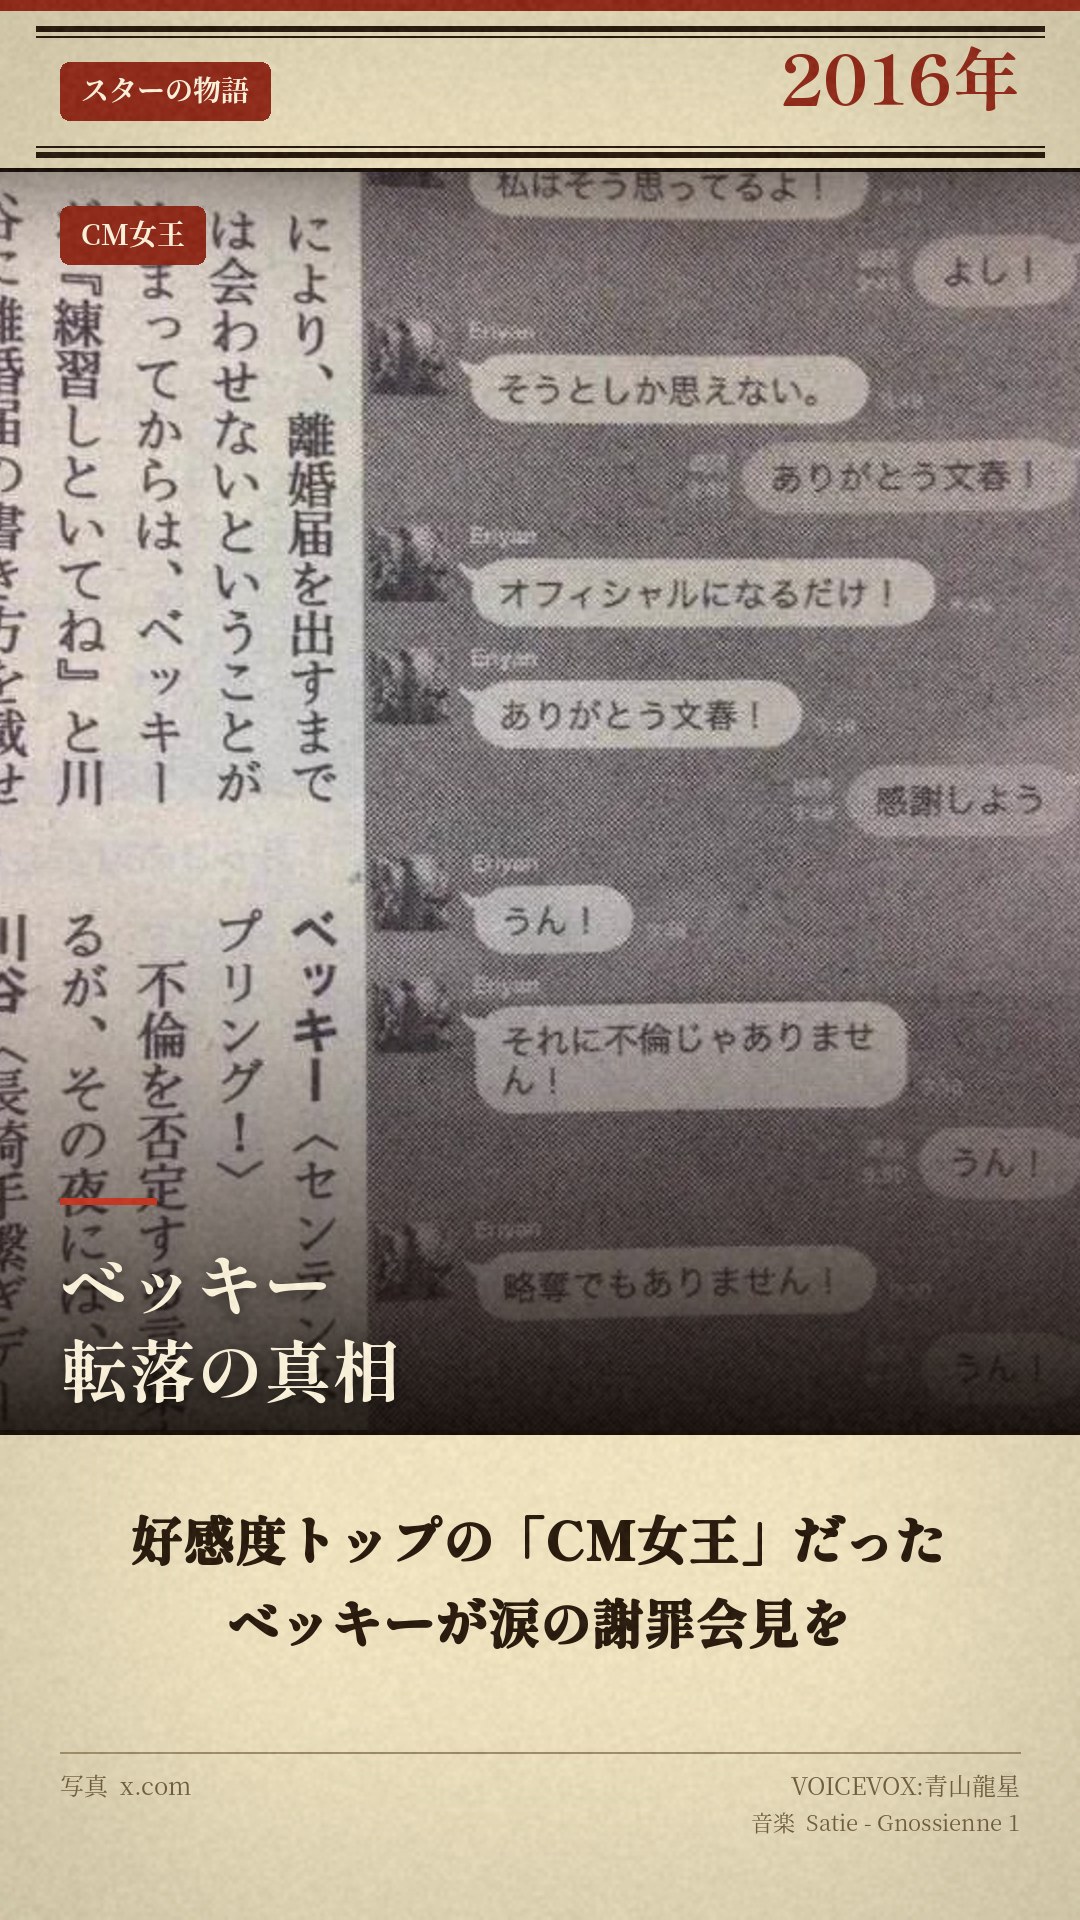 スターの物語
2016年
CM女王
により、離婚届を出すまで
は会わせないということが
まってからは、ベッキー
『練習しといてね』と川
ベッキー〈セ
プリング！〉
不倫を否定す
るが、その夜には、
私はそう思ってるよ！
よし！
Eriyan
そうとしか思えない。
ありがとう文春！
Eriyan
オフィシャルになるだけ！
Eriyan
ありがとう文春！
感謝しよう
Eriyan
うん！
Eriyan
それに不倫じゃありませ
ん！
うん！
Eriyan
略奪でもありません！
うん！
ベッキー
転落の真相
好感度トップの「CM女王」だった
ベッキーが涙の謝罪会見を
写真 x.com
VOICEVOX:青山龍星
音楽 Satie - Gnossienne 1